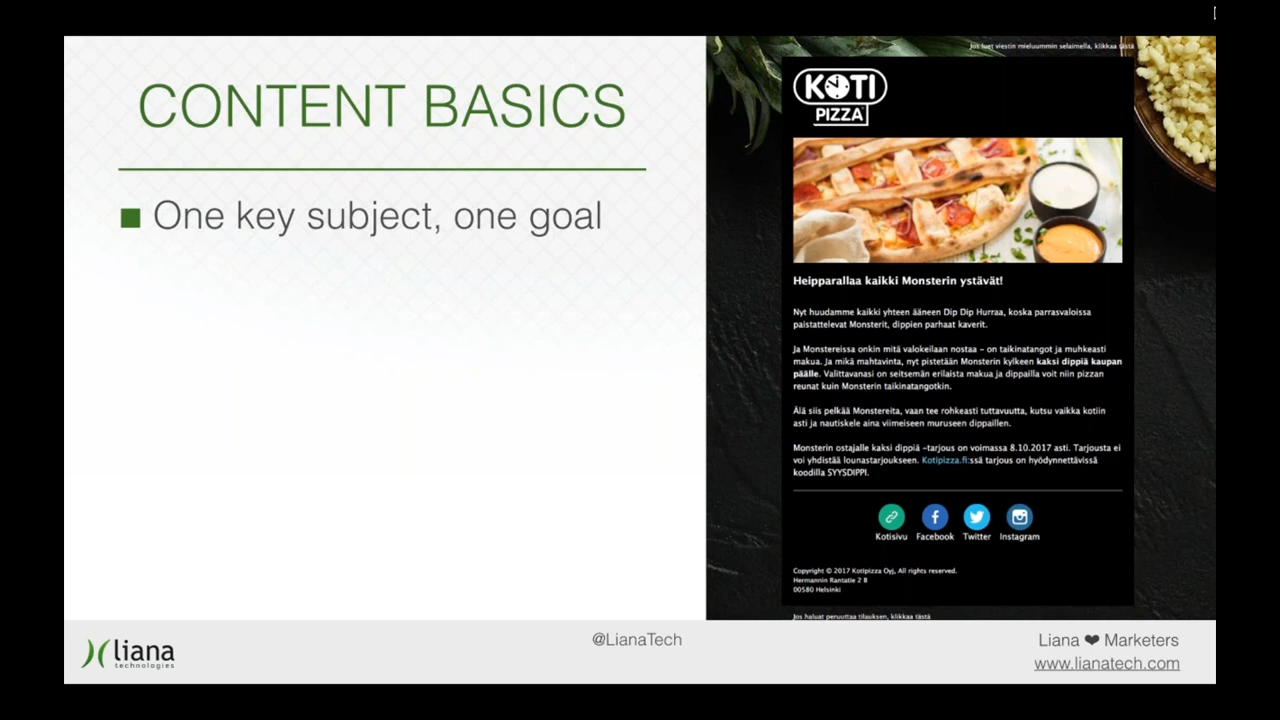 CONTENT BASICS
One key subject, one goal
Jos luet viestin mieluummin selaimella, klikkaa tästä
KOTI
PIZZA
Heipparallaa kaikki Monsterin ystävät!
Nyt huudamme kaikki yhteen ääneen Dip Dip Hurraa, koska parrasvaloissa
paistattelevat Monsterit, dippien parhaat kaverit.
Ja Monstereissa onkin mitä valokeilaan nostaa – on taikinatangot ja muhkeasti
makua. Ja mikä mahtavinta, nyt pistetään Monsterin kylkeen kaksi dippiä kaupan
päälle. Valittavanasi on seitsemän erilaista makua ja dippailla voit niin pizzan
reunat kuin Monsterin taikinatangotkin.
Älä siis pelkää Monstereita, vaan tee rohkeasti tuttavuutta, kutsu vaikka kotiin
asti ja nautiskele aina viimeiseen muruseen dippaillen.
Monsterin ostajalle kaksi dippiä –tarjous on voimassa 8.10.2017 asti. Tarjousta ei
voi yhdistää lounastarjoukseen. Kotipizza.fi:ssä tarjous on hyödynnettävissä
koodilla SYYSDIPPI.
Kotisivu Facebook Twitter Instagram
Copyright © 2017 Kotipizza Oyj, All rights reserved.
Hermannin Rantatie 2 B
00580 Helsinki
Jos haluat peruuttaa tilauksen, klikkaa tästä
liana
technologies
@LianaTech
Liana ❤ Marketers
www.lianatech.com